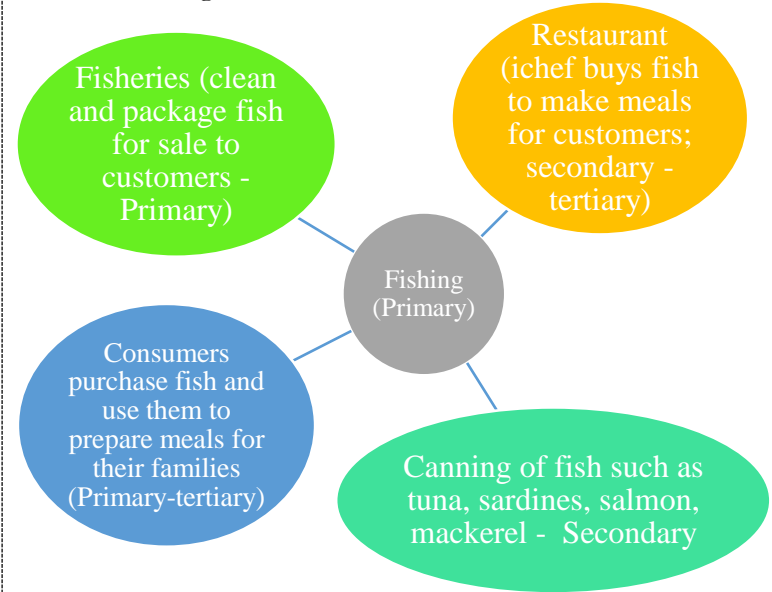 Fisheries (clean
and package fish
for sale to
customers -
Primary)
Restaurant
(ichef buys fish
to make meals
for customers;
secondary -
tertiary)
Fishing
(Primary)
Consumers
purchase fish and
use them to
prepare meals for
their families
(Primary-tertiary)
Canning of fish such as
tuna, sardines, salmon,
mackerel - Secondary